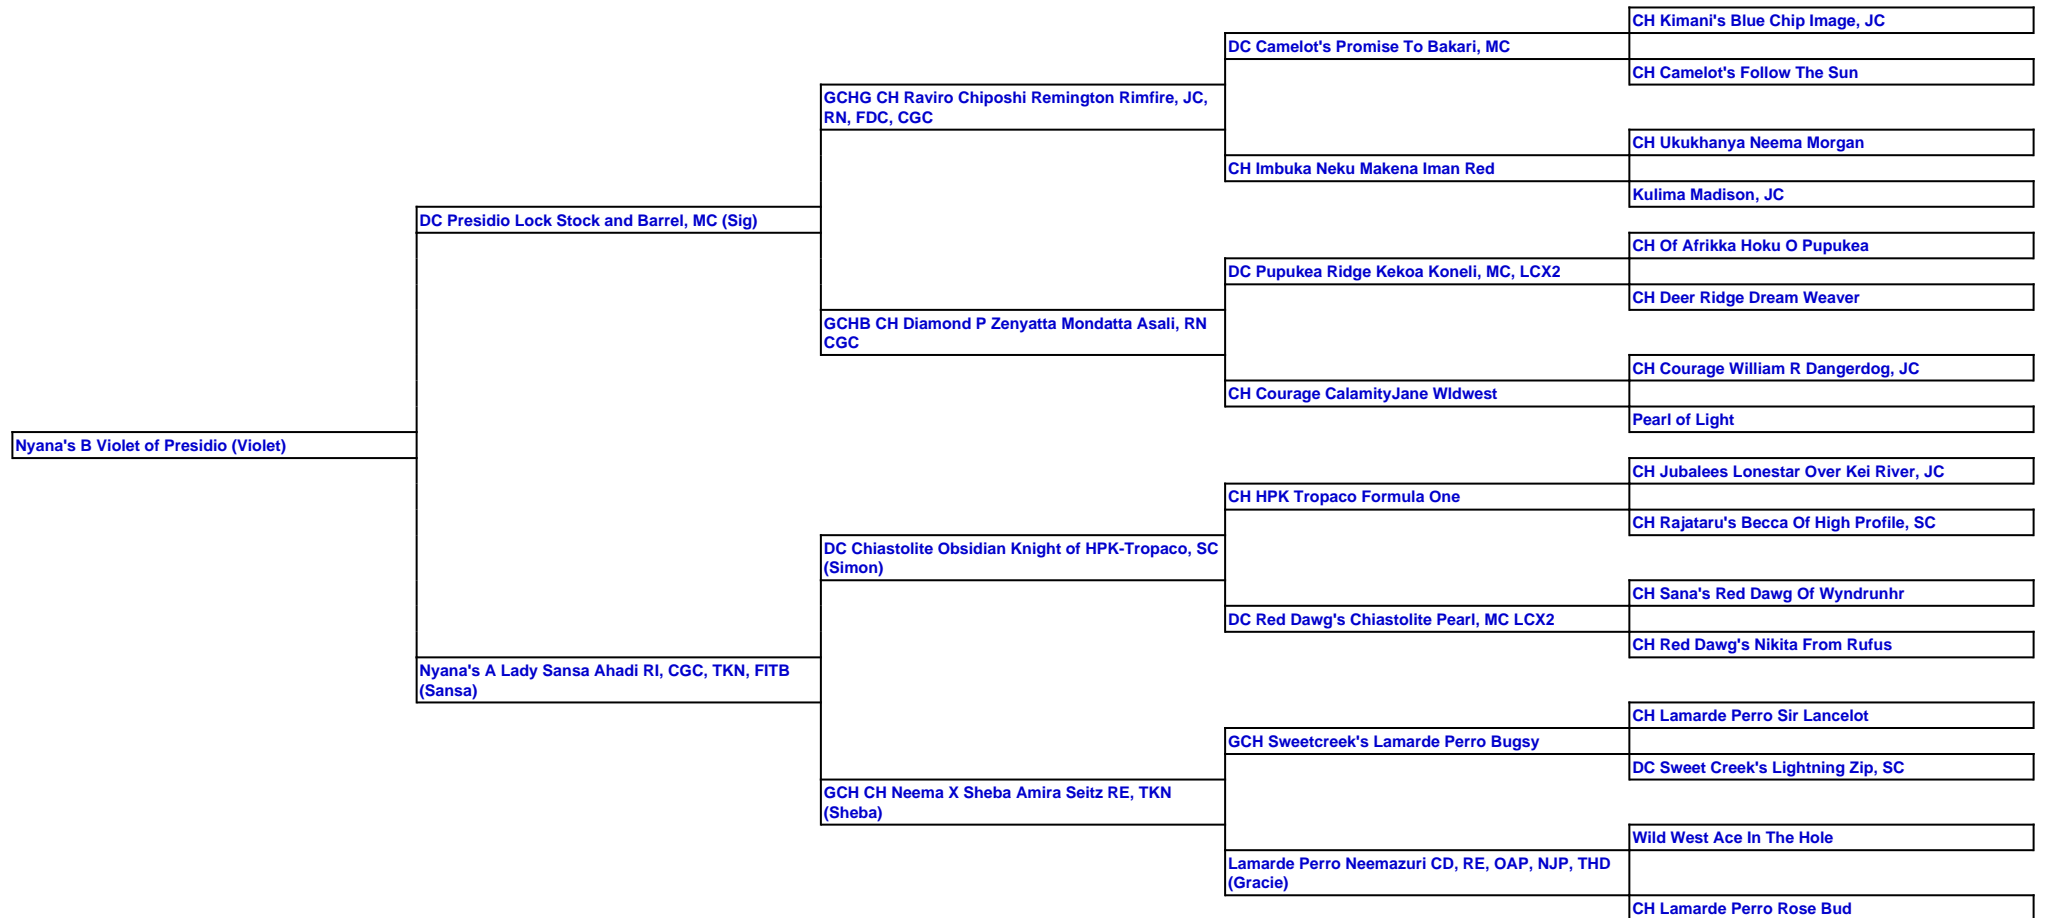 CH Kimani's Blue Chip Image, JC
DC Camelot's Promise To Bakari, MC
CH Camelot's Follow The Sun
GCHG CH Raviro Chiposhi Remington Rimfire, JC,
RN, FDC, CGC
CH Ukukhanya Neema Morgan
CH Imbuka Neku Makena Iman Red
Kulima Madison, JC
DC Presidio Lock Stock and Barrel, MC (Sig)
CH Of Afrikka Hoku O Pupukea
DC Pupukea Ridge Kekoa Koneli, MC, LCX2
CH Deer Ridge Dream Weaver
GCHB CH Diamond P Zenyatta Mondatta Asali, RN
CGC
CH Courage William R Dangerdog, JC
CH Courage CalamityJane Wldwest
Pearl of Light
Nyana's B Violet of Presidio (Violet)
CH Jubalees Lonestar Over Kei River, JC
CH HPK Tropaco Formula One
CH Rajataru's Becca Of High Profile, SC
DC Chiastolite Obsidian Knight of HPK-Tropaco, SC
(Simon)
CH Sana's Red Dawg Of Wyndrunhr
DC Red Dawg's Chiastolite Pearl, MC LCX2
CH Red Dawg's Nikita From Rufus
Nyana's A Lady Sansa Ahadi RI, CGC, TKN, FITB
(Sansa)
CH Lamarde Perro Sir Lancelot
GCH Sweetcreek's Lamarde Perro Bugsy
DC Sweet Creek's Lightning Zip, SC
GCH CH Neema X Sheba Amira Seitz RE, TKN
(Sheba)
Wild West Ace In The Hole
Lamarde Perro Neemazuri CD, RE, OAP, NJP, THD
(Gracie)
CH Lamarde Perro Rose Bud